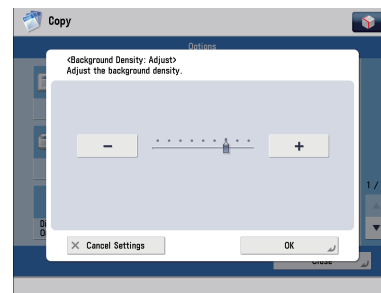 Copy
Options
<Background Density: Adjust>
Adjust the background density.
−
+
1 /
Cancel Settings
OK
Close